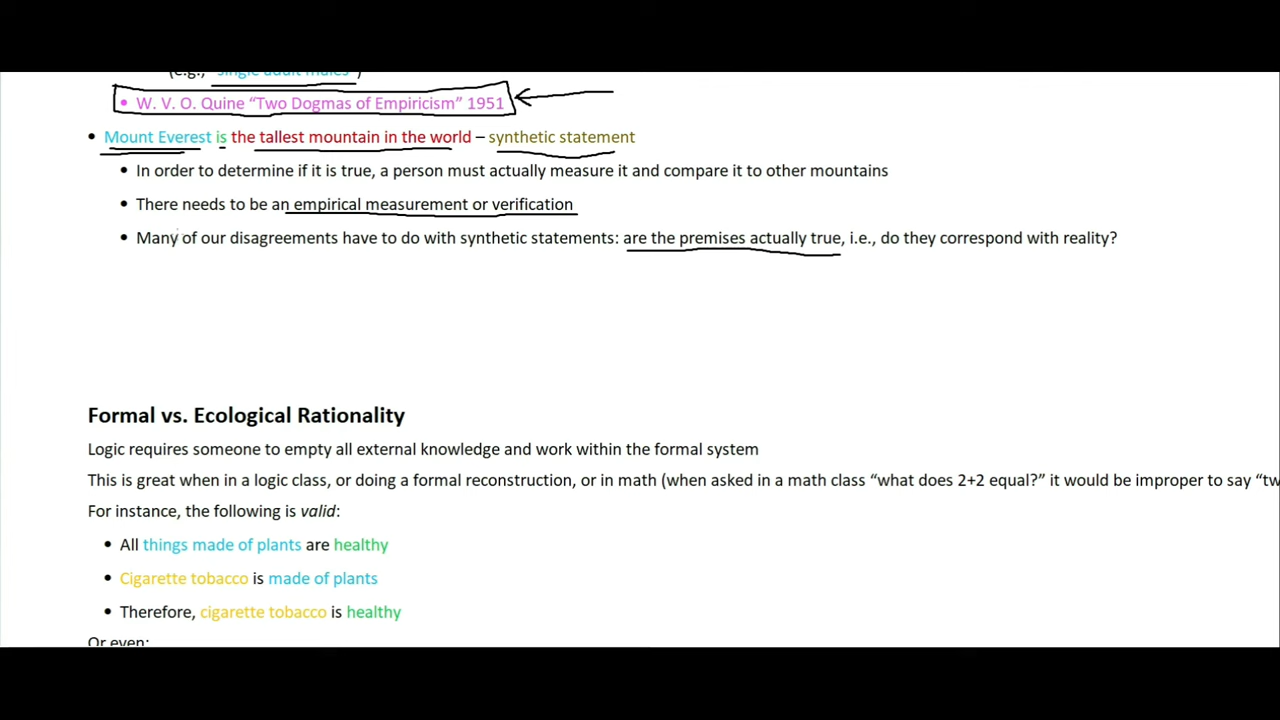 (e.g., "single adult males")
• W. V. O. Quine “Two Dogmas of Empiricism” 1951
• Mount Everest is the tallest mountain in the world – synthetic statement
• In order to determine if it is true, a person must actually measure it and compare it to other mountains
• There needs to be an empirical measurement or verification
• Many of our disagreements have to do with synthetic statements: are the premises actually true, i.e., do they correspond with reality?
Formal vs. Ecological Rationality
Logic requires someone to empty all external knowledge and work within the formal system
This is great when in a logic class, or doing a formal reconstruction, or in math (when asked in a math class “what does 2+2 equal?” it would be improper to say “tw
For instance, the following is valid:
• All things made of plants are healthy
• Cigarette tobacco is made of plants
• Therefore, cigarette tobacco is healthy
Or even: